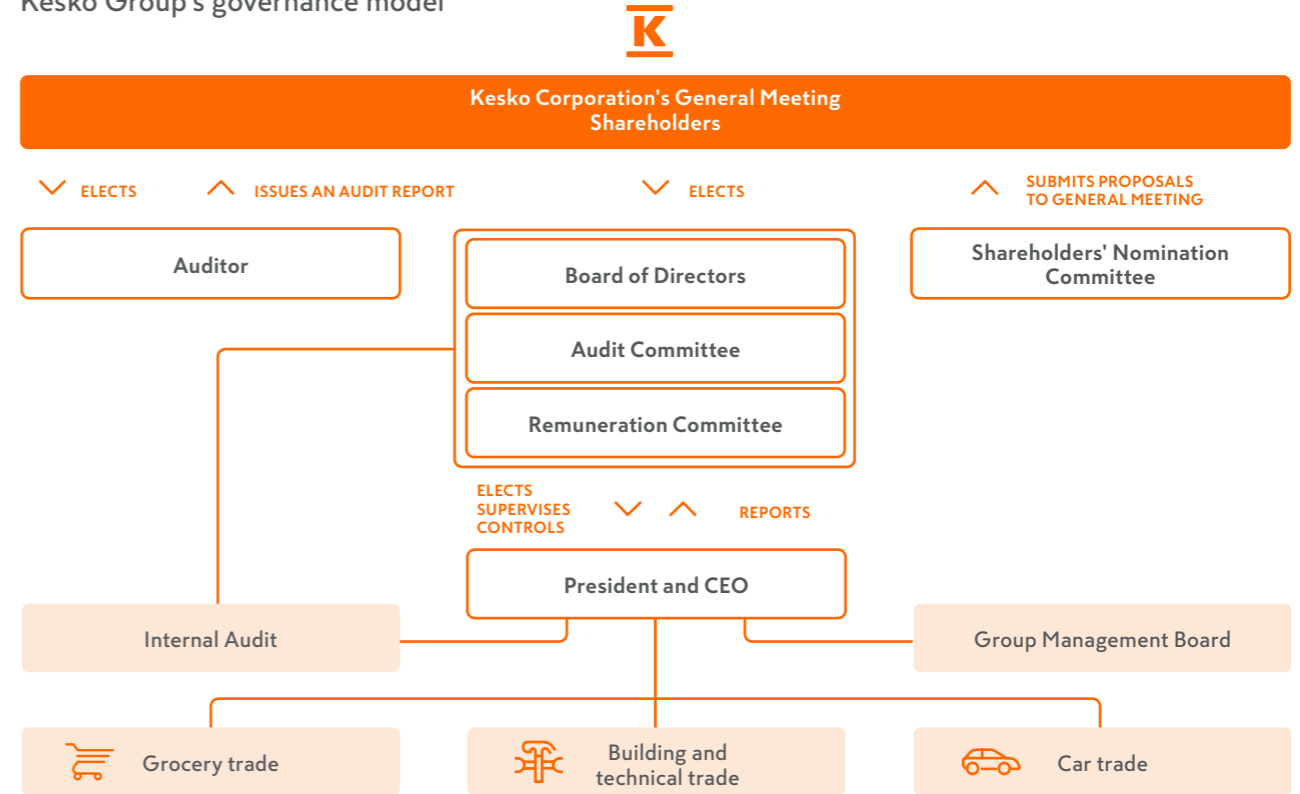 Kesko Group's governance model
K
Kesko Corporation's General Meeting
Shareholders
ELECTS
ISSUES AN AUDIT REPORT
ELECTS
SUBMITS PROPOSALS
TO GENERAL MEETING
Auditor
Board of Directors
Shareholders' Nomination
Committee
Audit Committee
Remuneration Committee
ELECTS
SUPERVISES
CONTROLS
REPORTS
President and CEO
Internal Audit
Group Management Board
Grocery trade
Building and
technical trade
Car trade